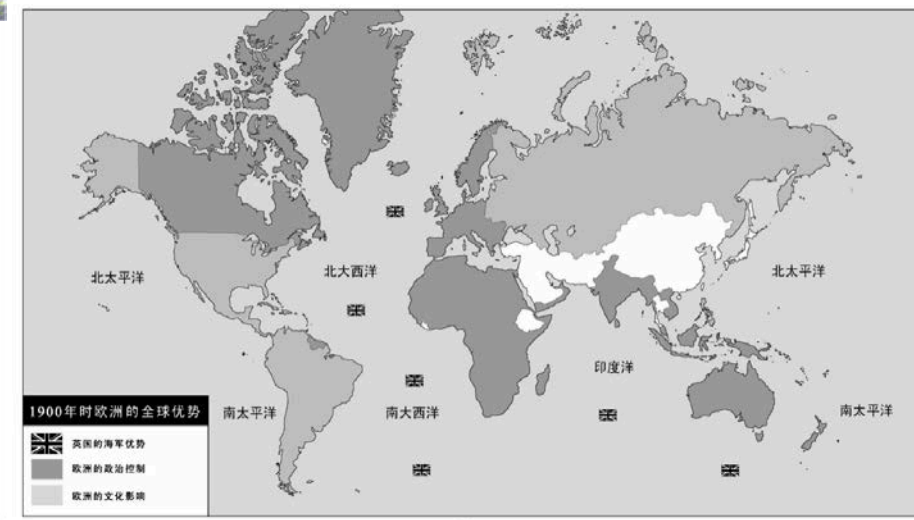 北太平洋
北大西洋
北太平洋
印度洋
南太平洋
南大西洋
南太平洋
1900年时欧洲的全球优势
英国的海军优势
欧洲的政治控制
欧洲的文化影响